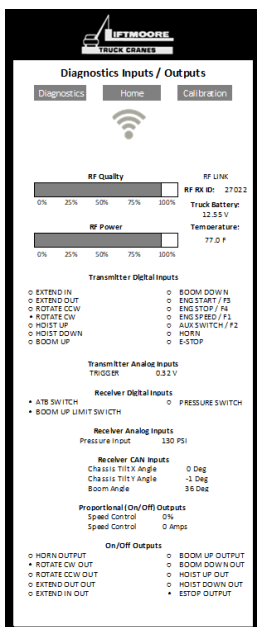 LIFTMOORE
TRUCK CRANES
Diagnostics Inputs / Outputs
Diagnostics Home Calibration
RF Quality RF LINK
RF RX ID: 27022
0% 25% 50% 75% 100% Truck Battery:
12.55 V
RF Power Temperature:
77.0 F
0% 25% 50% 75% 100%
Transmitter Digital Inputs
○ EXTEND IN ○ BOOM DOWN
○ EXTEND OUT ○ ENG START / F3
○ ROTATE CCW ○ ENG STOP / F4
• ROTATE CW ○ ENG SPEED / F1
○ HOIST UP ○ AUX SWITCH / F2
○ HOIST DOWN ○ HORN
○ BOOM UP ○ E-STOP
Transmitter Analog Inputs
TRIGGER 0.32 V
Receiver Digital Inputs
• ATB SWITCH ○ PRESSURE SWITCH
• BOOM UP LIMIT SWICTH
Receiver Analog Inputs
Pressure Input 130 PSI
Receiver CAN Inputs
Chassis Tilt X Angle 0 Deg
Chassis Tilt Y Angle -1 Deg
Boom Angle 36 Deg
Proportional (On/Off) Outputs
Speed Control 0%
Speed Control 0 Amps
On/Off Outputs
○ HORN OUTPUT ○ BOOM UP OUTPUT
• ROTATE CW OUT ○ BOOM DOWN OUT
○ ROTATE CCW OUT ○ HOIST UP OUT
○ EXTEND OUT OUT ○ HOIST DOWN OUT
○ EXTEND IN OUT • ESTOP OUTPUT